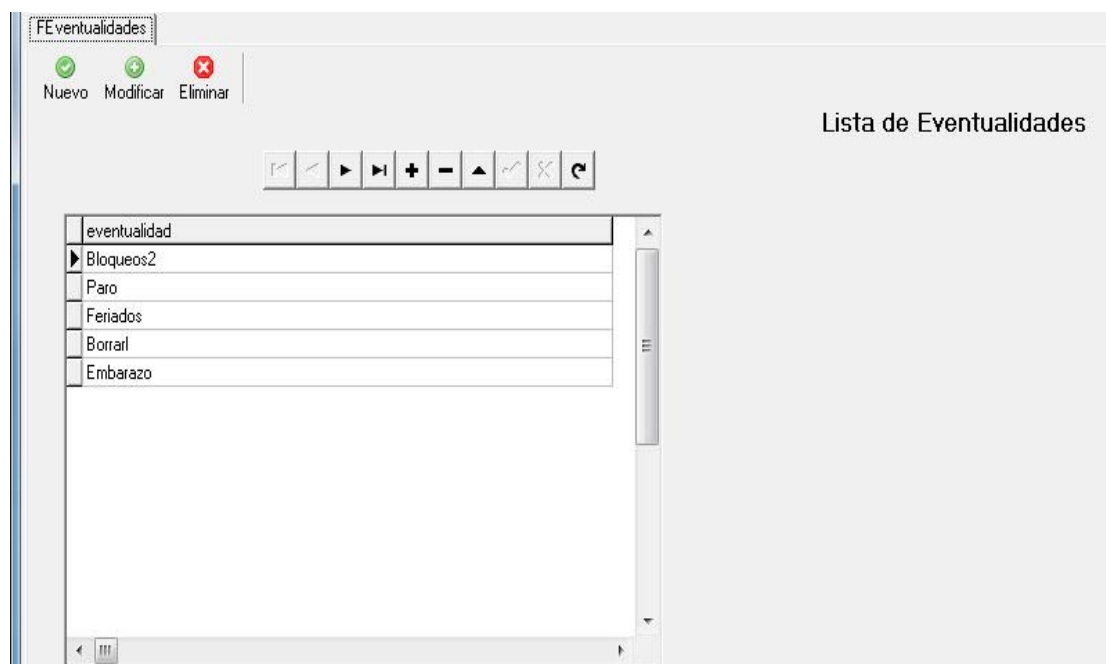 FEventualidades
Nuevo Modificar Eliminar
Lista de Eventualidades
eventualidad
Bloqueos2
Paro
Feriados
Borrarl
Embarazo